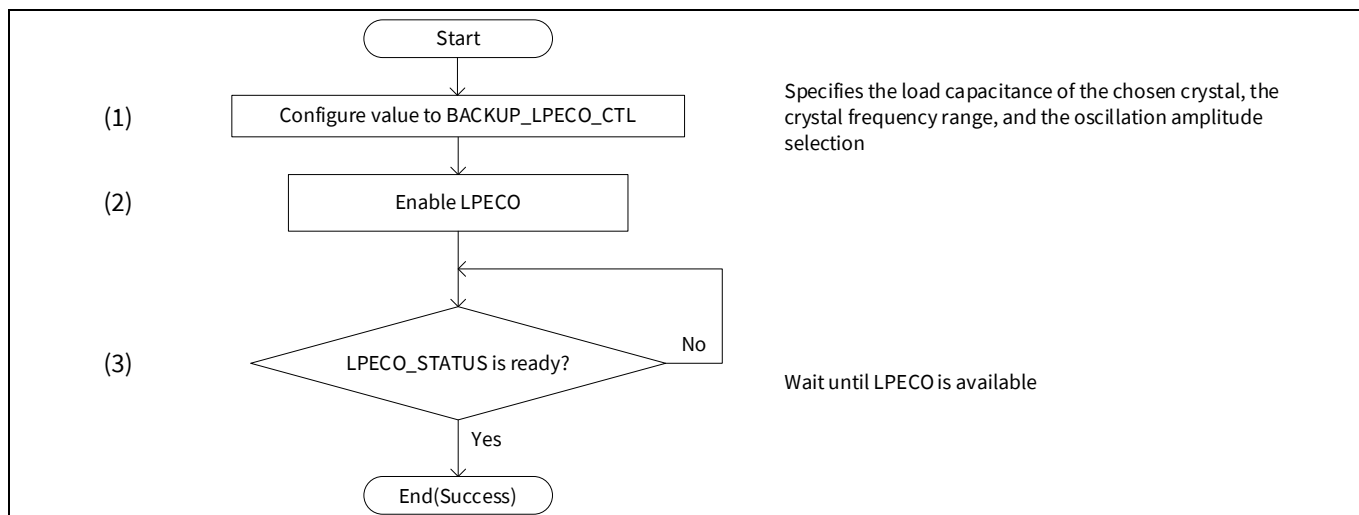 Start
(1)
Configure value to BACKUP_LPECO_CTL
Specifies the load capacitance of the chosen crystal, the
crystal frequency range, and the oscillation amplitude
selection
(2)
Enable LPECO
(3)
LPECO_STATUS is ready?
No
Wait until LPECO is available
Yes
End(Success)